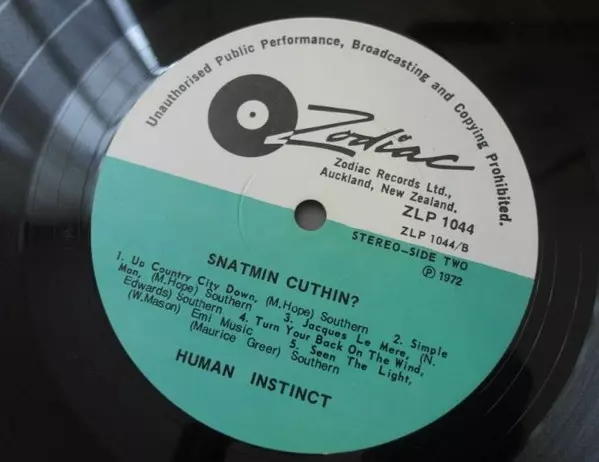 Unauthorised Public Performance, Broadcasting and Copying Prohibited.
Zodiac
Zodiac Records Ltd.,
Auckland, New Zealand.
ZLP 1044
ZLP 1044/B
STEREO-SIDE TWO
Ⓟ 1972
SNATMIN CUTHIN?
1. Up Country City Down, (M.Hope) Southern 2. Simple
Man, (M.Hope) Southern 3. Jacques Le Mere, (N.
Edwards) Southern 4. Turn Your Back On The Wind,
(W.Mason) Emi Music 5. Seen The Light,
(Maurice Greer) Southern
HUMAN INSTINCT